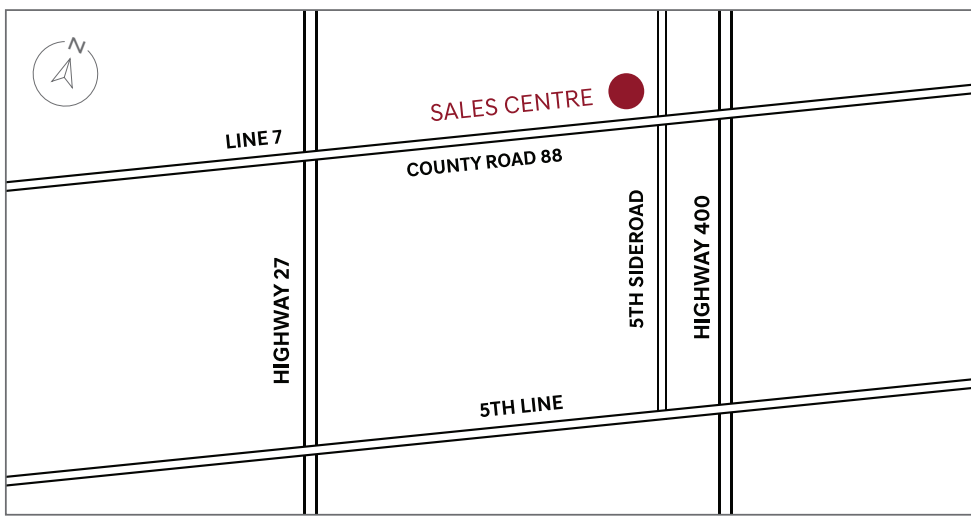 N
SALES CENTRE
LINE 7
COUNTY ROAD 88
HIGHWAY 27
5TH SIDEROAD
HIGHWAY 400
5TH LINE